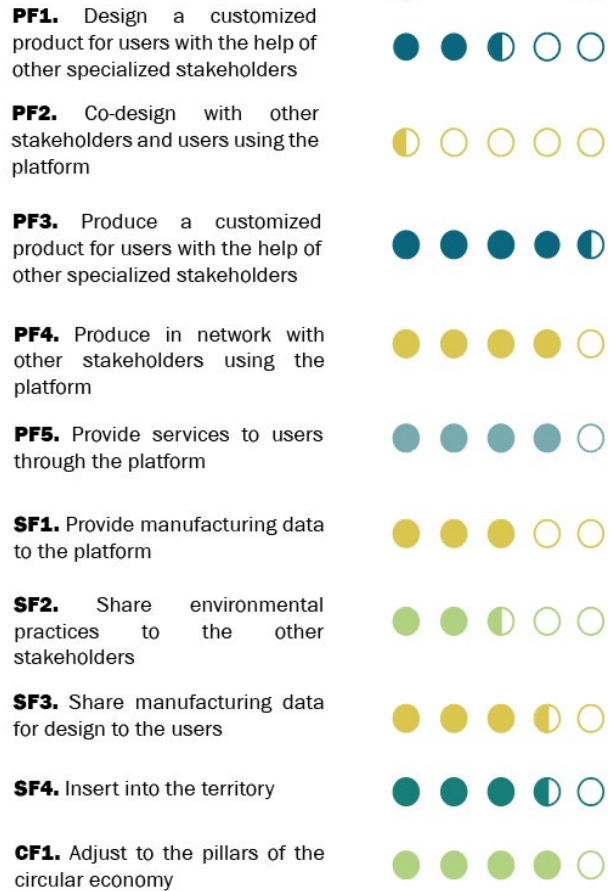 PF1. Design a customized
product for users with the help of
other specialized stakeholders
PF2. Co-design with other
stakeholders and users using the
platform
PF3. Produce a customized
product for users with the help of
other specialized stakeholders
PF4. Produce in network with
other stakeholders using the
platform
PF5. Provide services to users
through the platform
SF1. Provide manufacturing data
to the platform
SF2. Share environmental
practices to the other
stakeholders
SF3. Share manufacturing data
for design to the users
SF4. Insert into the territory
CF1. Adjust to the pillars of the
circular economy